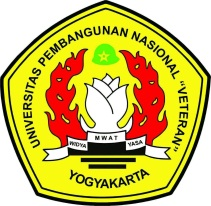 UNIVERSITAS PEMBANGUNAN NASIONAL "VETERAN"
WIDYA MWAT YASA
YOGYAKARTA